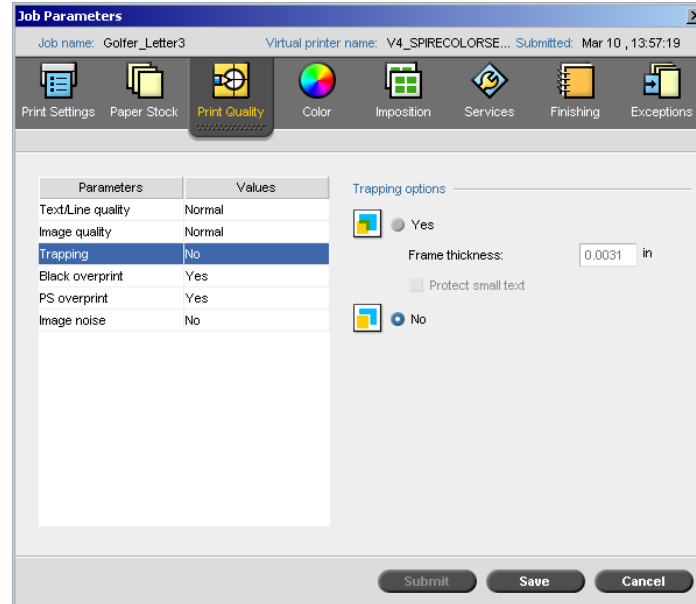 Job Parameters
Job name: Golfer_Letter3 Virtual printer name: V4_SPIRECOLORSE... Submitted: Mar 10 , 13:57:19
Print Settings Paper Stock Print Quality Color Imposition Services Finishing Exceptions
Parameters Values
Text/Line quality Normal
Image quality Normal
Trapping No
Black overprint Yes
PS overprint Yes
Image noise No
Trapping options
Yes
Frame thickness: 0.0031 in
Protect small text
No
Submit Save Cancel